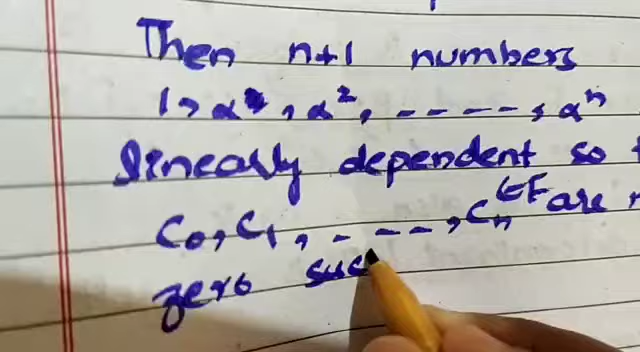 Then n+1 numbers
1, α, α², -----, αⁿ
linearly dependent so
C₀, C₁, ----, Cₙ ∈ F are
zero suc